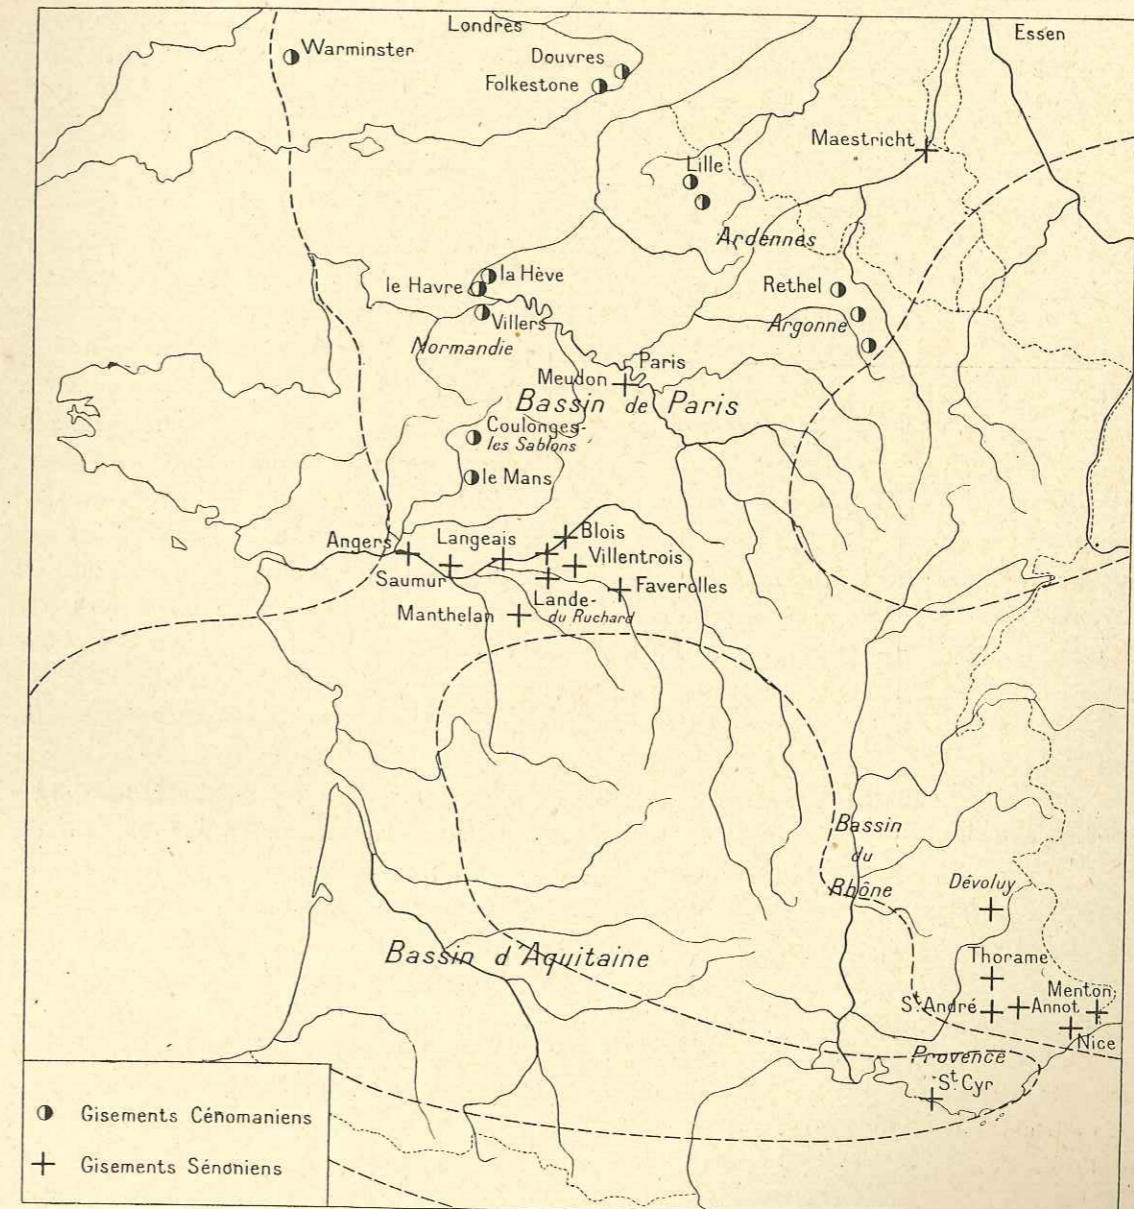 Londres
Essen
Warminster
Douvres
Folkestone
Maestricht
Lille
Ardennes
la Hève
le Havre
Rethel
Villers
Argonne
Normandie
Paris
Meudon
Bassin de Paris
Coulonges-
les Sablons
le Mans
Angers
Langeais
Blois
Villentrois
Saumur
Faverolles
Lande-
du Ruchard
Manthelan
Bassin
du
Rhône
Dévoluy
Bassin d'Aquitaine
Thorame
Menton
St. André
Annot
Nice
Provence
St. Cyr
Gisements Cénomaniens
Gisements Sénoniens